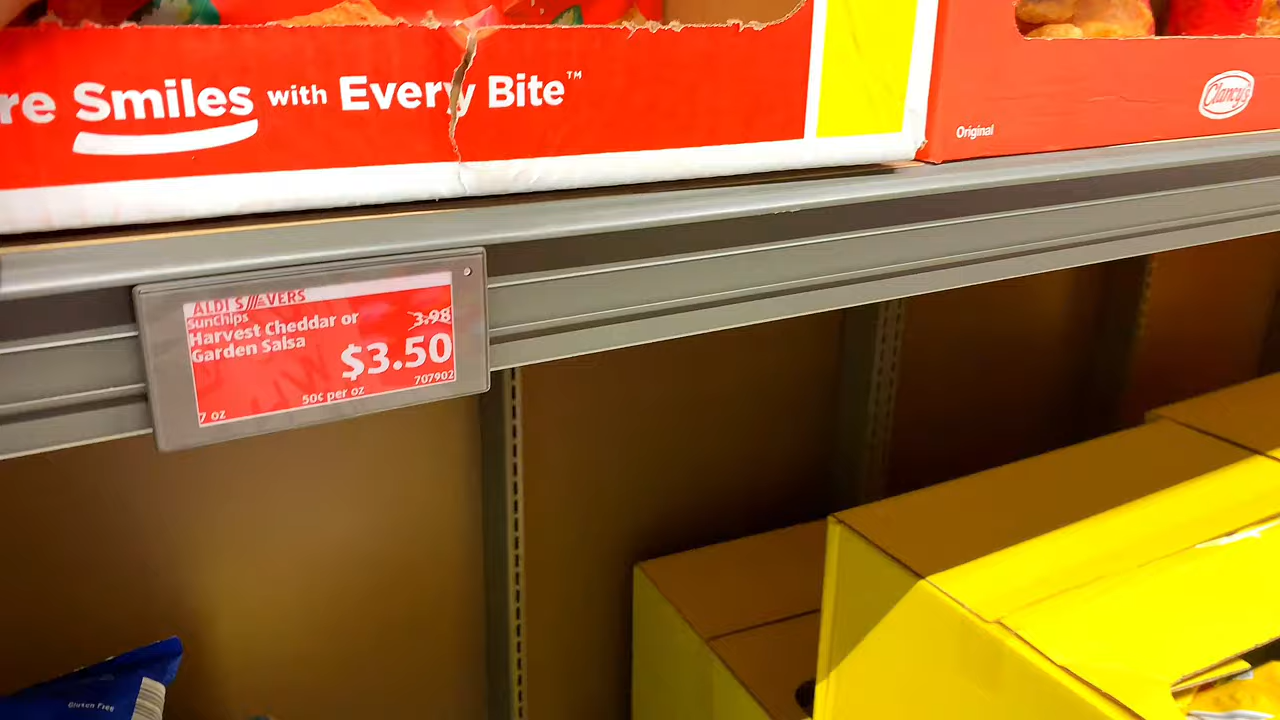 re Smiles with Every Bite™
Clancy's
Original
ALDI SAVERS
sunchips
Harvest Cheddar or
Garden Salsa
3.98
$3.50
707902
50¢ per oz
7 oz
Gluten Free